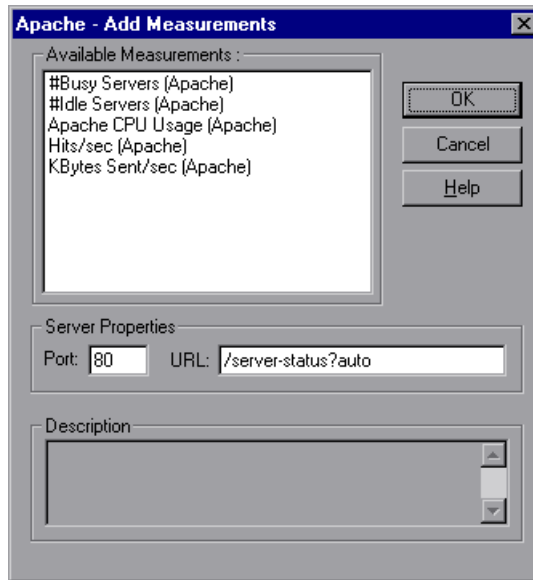 Apache - Add Measurements
Available Measurements :
#Busy Servers (Apache)
#Idle Servers (Apache)
Apache CPU Usage (Apache)
Hits/sec (Apache)
KBytes Sent/sec (Apache)
OK
Cancel
Help
Server Properties
Port: 80 URL: /server-status?auto
Description